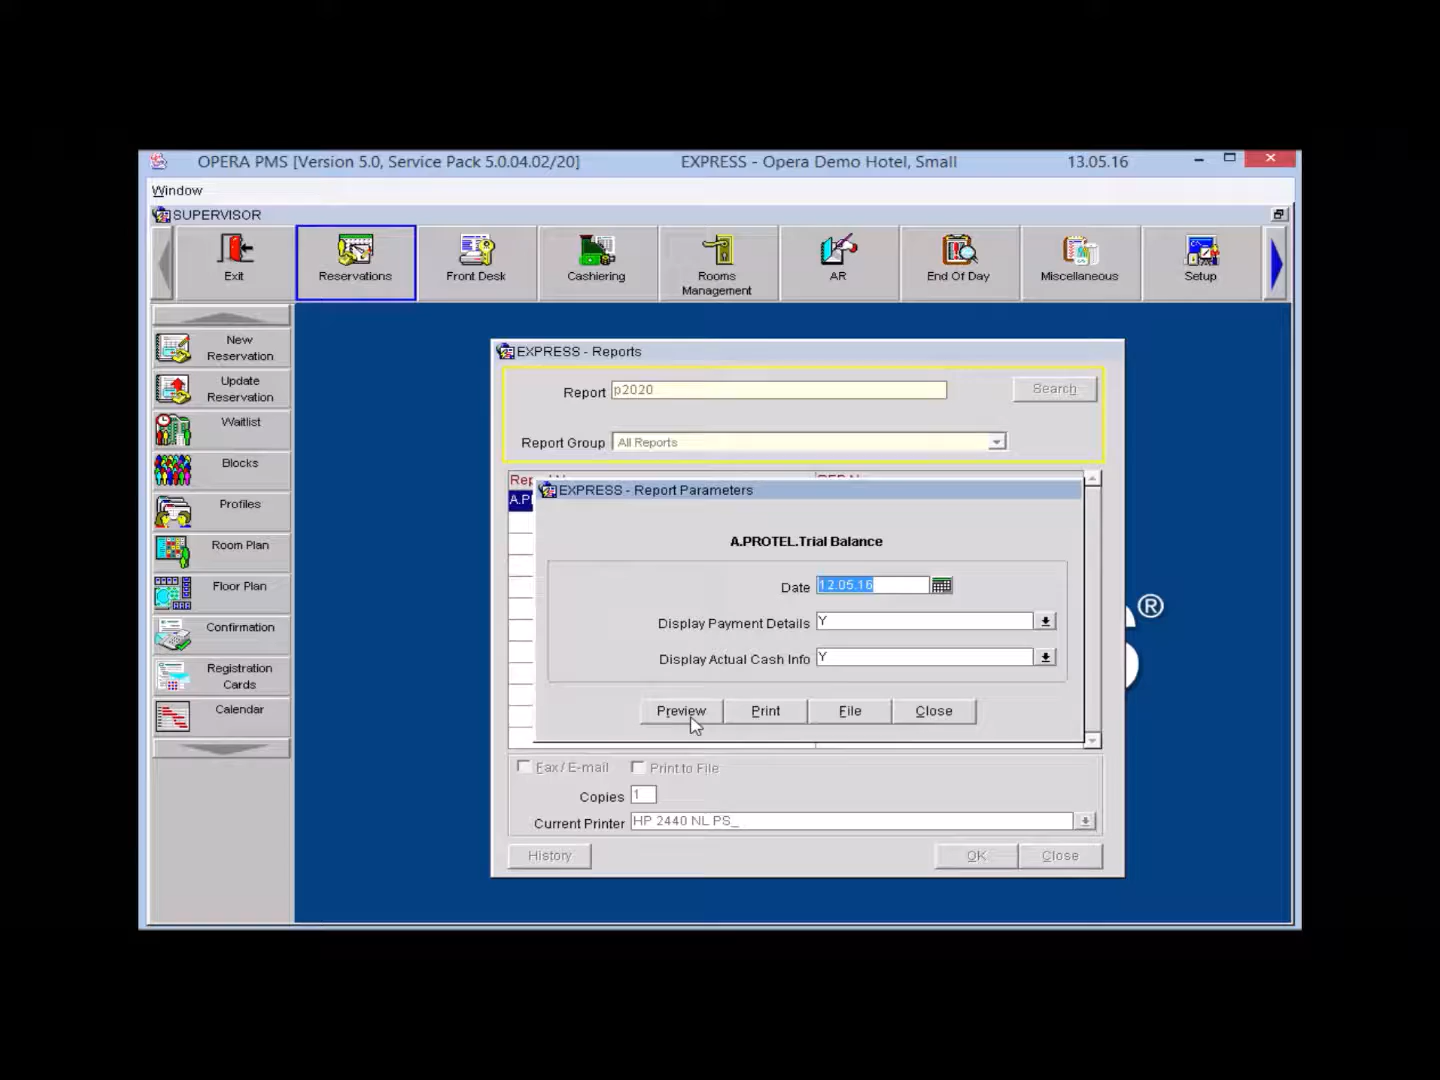 OPERA PMS [Version 5.0, Service Pack 5.0.04.02/20] EXPRESS - Opera Demo Hotel, Small 13.05.16
Window
SUPERVISOR
Exit
Reservations
Front Desk
Cashiering
Rooms
Management
AR
End Of Day
Miscellaneous
Setup
New
Reservation
Update
Reservation
Waitlist
Blocks
Profiles
Room Plan
Floor Plan
Confirmation
Registration
Cards
Calendar
EXPRESS - Reports
Report p2020 Search
Report Group All Reports
Rep
A.P
EXPRESS - Report Parameters
A.PROTEL.Trial Balance
Date 12.05.16
Display Payment Details Y
Display Actual Cash Info Y
Preview Print File Close
Fax / E-mail Print to File
Copies 1
Current Printer HP 2440 NL PS_
History OK Close
®